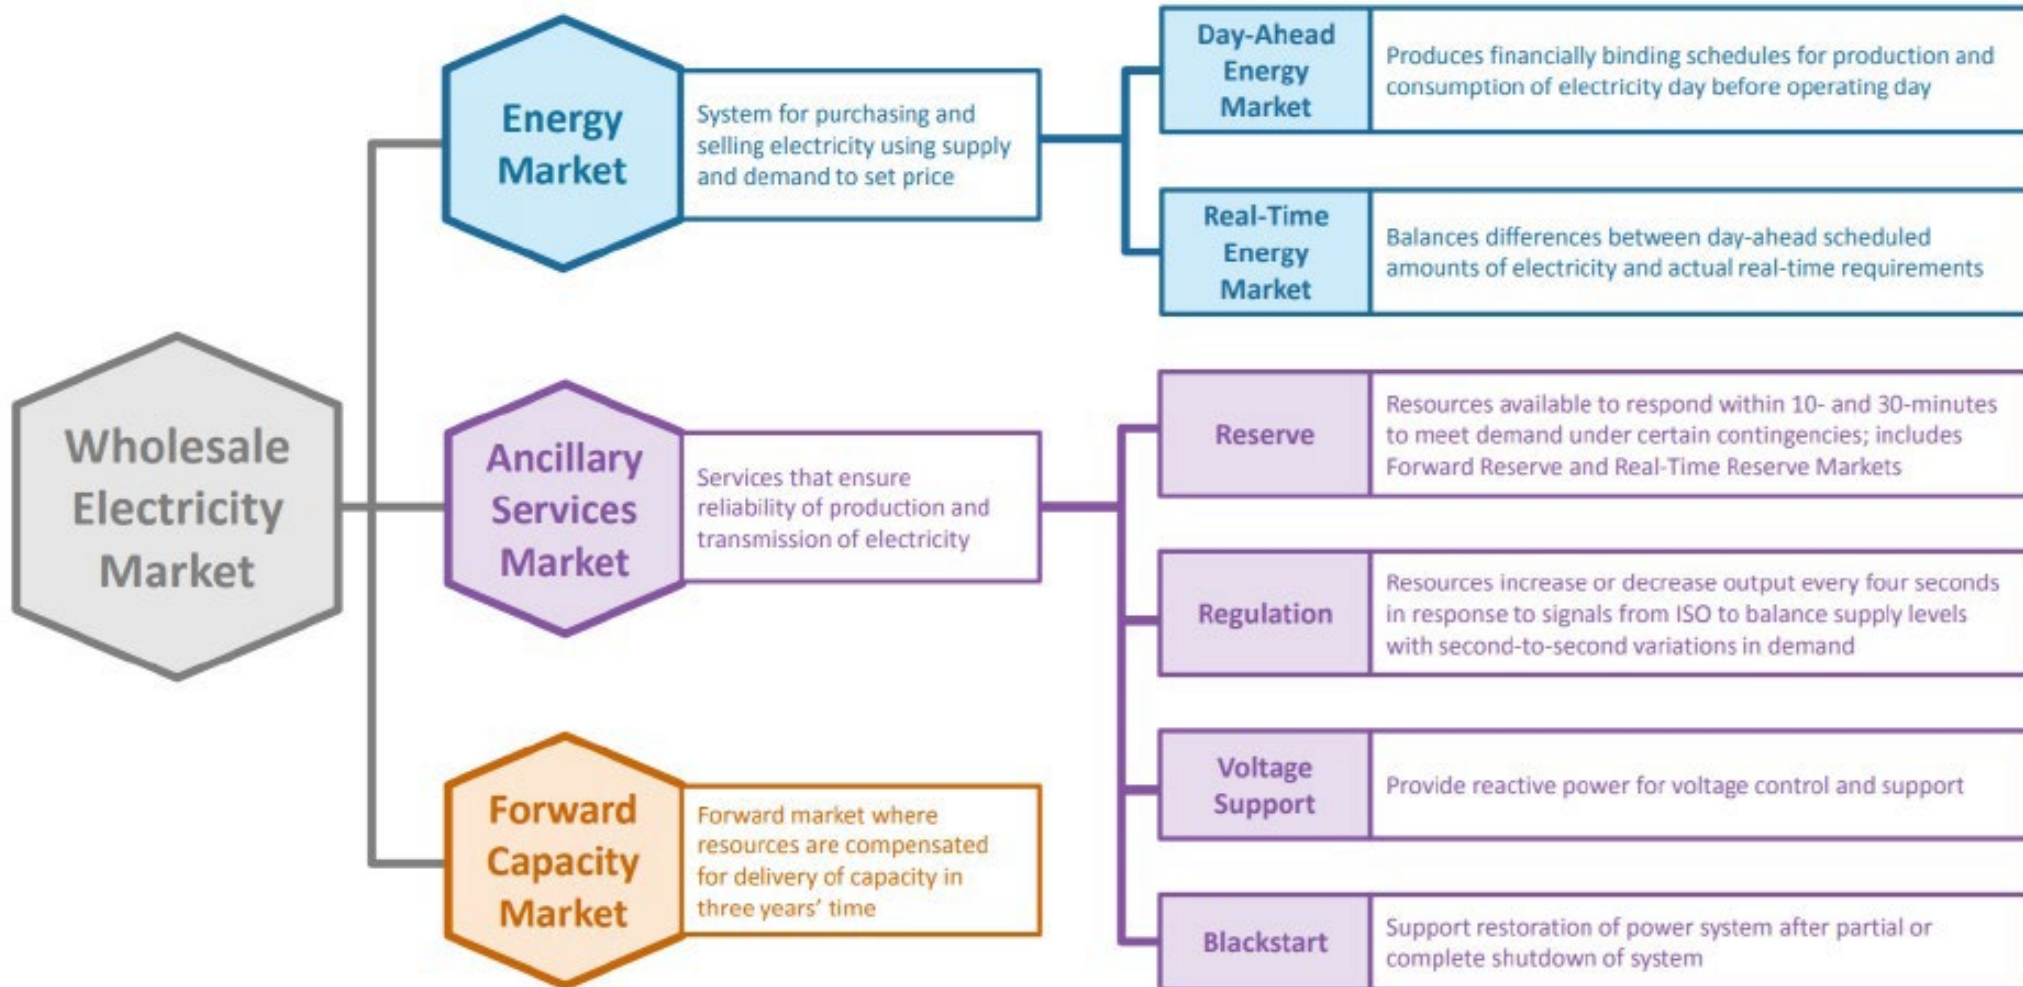 Wholesale
Electricity
Market
Energy
Market
System for purchasing and
selling electricity using supply
and demand to set price
Day-Ahead
Energy
Market
Produces financially binding schedules for production and
consumption of electricity day before operating day
Real-Time
Energy
Market
Balances differences between day-ahead scheduled
amounts of electricity and actual real-time requirements
Ancillary
Services
Market
Services that ensure
reliability of production and
transmission of electricity
Reserve
Resources available to respond within 10- and 30-minutes
to meet demand under certain contingencies; includes
Forward Reserve and Real-Time Reserve Markets
Regulation
Resources increase or decrease output every four seconds
in response to signals from ISO to balance supply levels
with second-to-second variations in demand
Voltage
Support
Provide reactive power for voltage control and support
Blackstart
Support restoration of power system after partial or
complete shutdown of system
Forward
Capacity
Market
Forward market where
resources are compensated
for delivery of capacity in
three years’ time